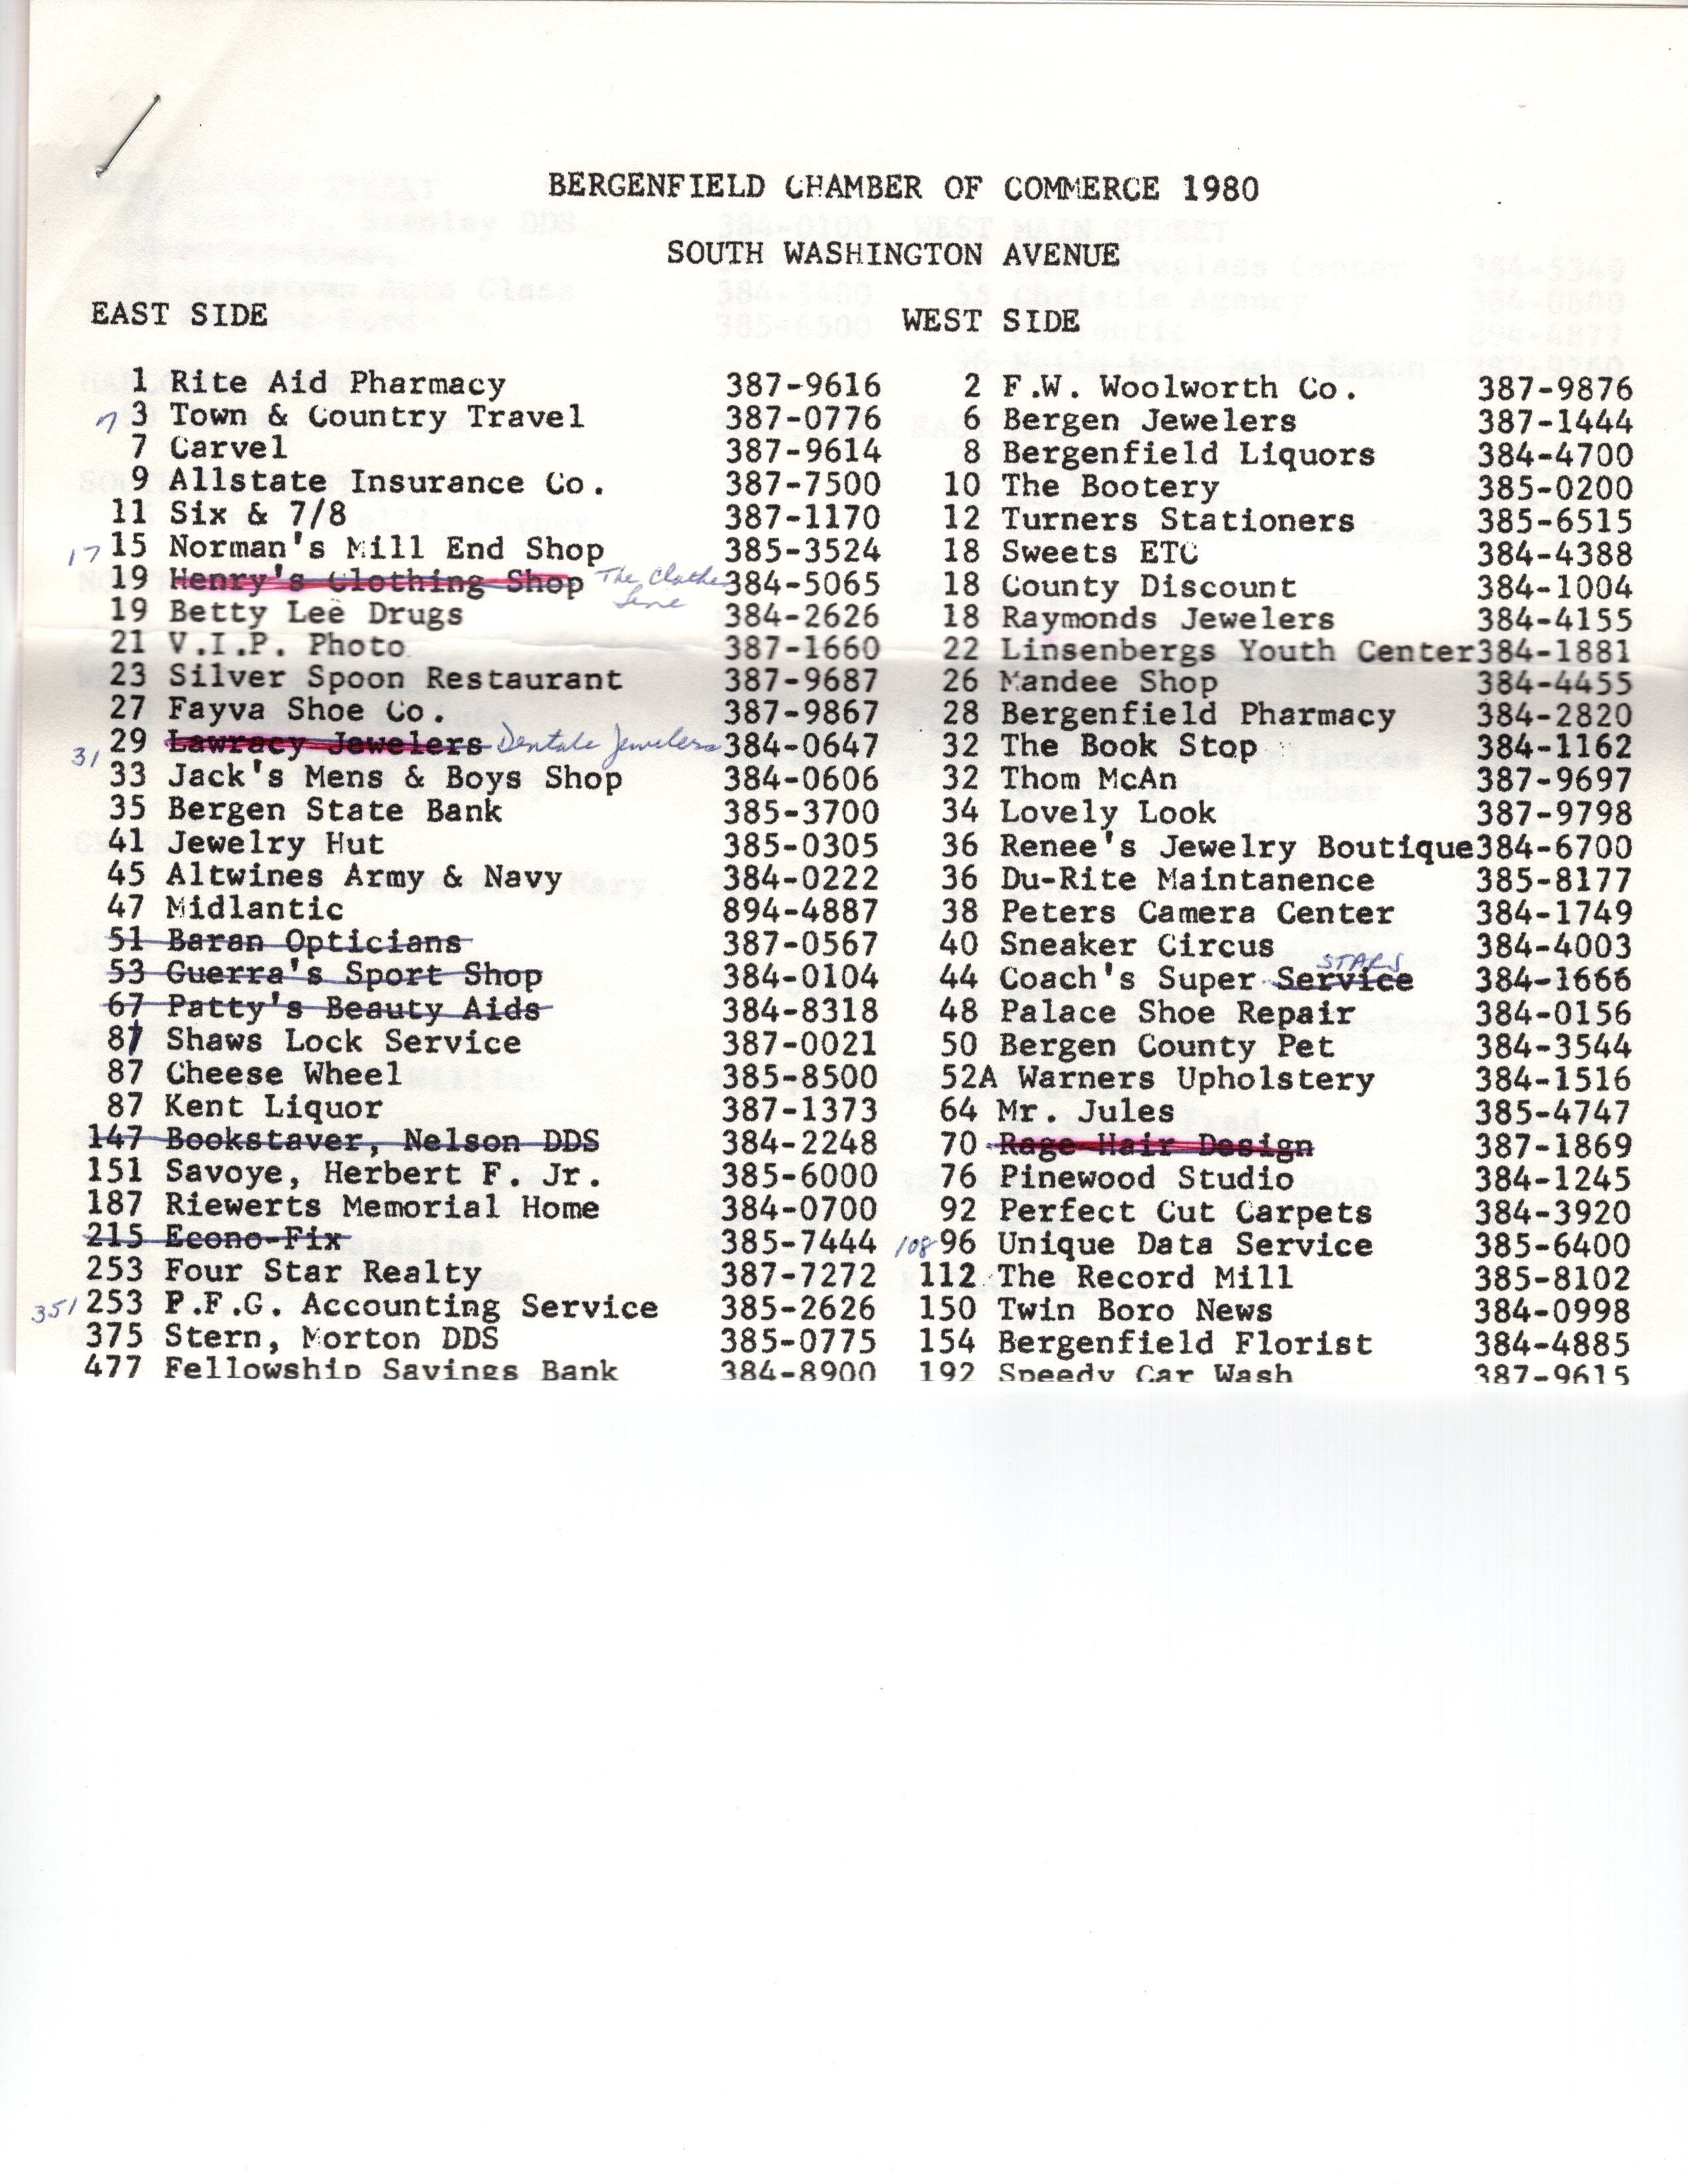 BERGENFIELD CHAMBER OF COMMERCE 1980
SOUTH WASHINGTON AVENUE
EAST SIDE
1 Rite Aid Pharmacy 387-9616
7 3 Town & Country Travel 387-0776
7 Carvel 387-9614
9 Allstate Insurance Co. 387-7500
11 Six & 7/8 387-1170
17 15 Norman's Mill End Shop 385-3524
19 Henry's Clothing Shop The Clothes Line 384-5065
19 Betty Lee Drugs 384-2626
21 V.I.P. Photo 387-1660
23 Silver Spoon Restaurant 387-9687
27 Fayva Shoe Co. 387-9867
31 29 Lawracy Jewelers Dentale Jewelers 384-0647
33 Jack's Mens & Boys Shop 384-0606
35 Bergen State Bank 385-3700
41 Jewelry Hut 385-0305
45 Altwines Army & Navy 384-0222
47 Midlantic 894-4887
51 Baran Opticians 387-0567
53 Guerra's Sport Shop 384-0104
67 Patty's Beauty Aids 384-8318
87 Shaws Lock Service 387-0021
87 Cheese Wheel 385-8500
87 Kent Liquor 387-1373
147 Bookstaver, Nelson DDS 384-2248
151 Savoye, Herbert F. Jr. 385-6000
187 Riewerts Memorial Home 384-0700
215 Econo-Fix 385-7444
253 Four Star Realty 387-7272
351 253 P.F.G. Accounting Service 385-2626
375 Stern, Morton DDS 385-0775
477 Fellowship Savings Bank 384-8900
WEST SIDE
2 F.W. Woolworth Co. 387-9876
6 Bergen Jewelers 387-1444
8 Bergenfield Liquors 384-4700
10 The Bootery 385-0200
12 Turners Stationers 385-6515
18 Sweets ETC 384-4388
18 County Discount 384-1004
18 Raymonds Jewelers 384-4155
22 Linsenbergs Youth Center 384-1881
26 Mandee Shop 384-4455
28 Bergenfield Pharmacy 384-2820
32 The Book Stop 384-1162
32 Thom McAn 387-9697
34 Lovely Look 387-9798
36 Renee's Jewelry Boutique 384-6700
36 Du-Rite Maintanence 385-8177
38 Peters Camera Center 384-1749
40 Sneaker Circus 384-4003
44 Coach's Super Service STARS 384-1666
48 Palace Shoe Repair 384-0156
50 Bergen County Pet 384-3544
52A Warners Upholstery 384-1516
64 Mr. Jules 385-4747
70 Rage Hair Design 387-1869
76 Pinewood Studio 384-1245
92 Perfect Cut Carpets 384-3920
108 96 Unique Data Service 385-6400
112 The Record Mill 385-8102
150 Twin Boro News 384-0998
154 Bergenfield Florist 384-4885
192 Speedy Car Wash 387-9615